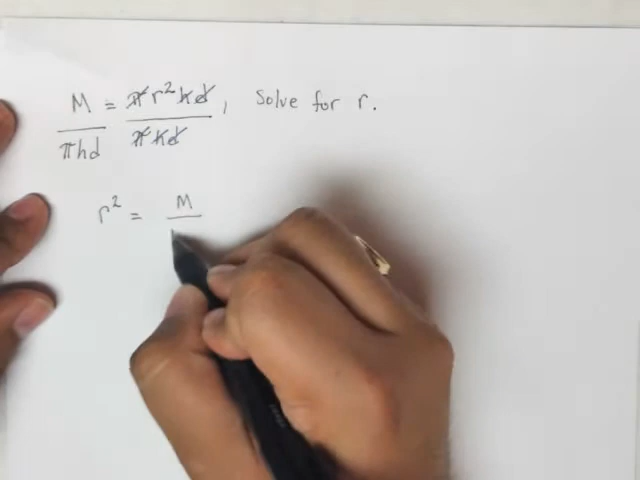 M = πr²hd, Solve for r.
πhd πhd
r² = M